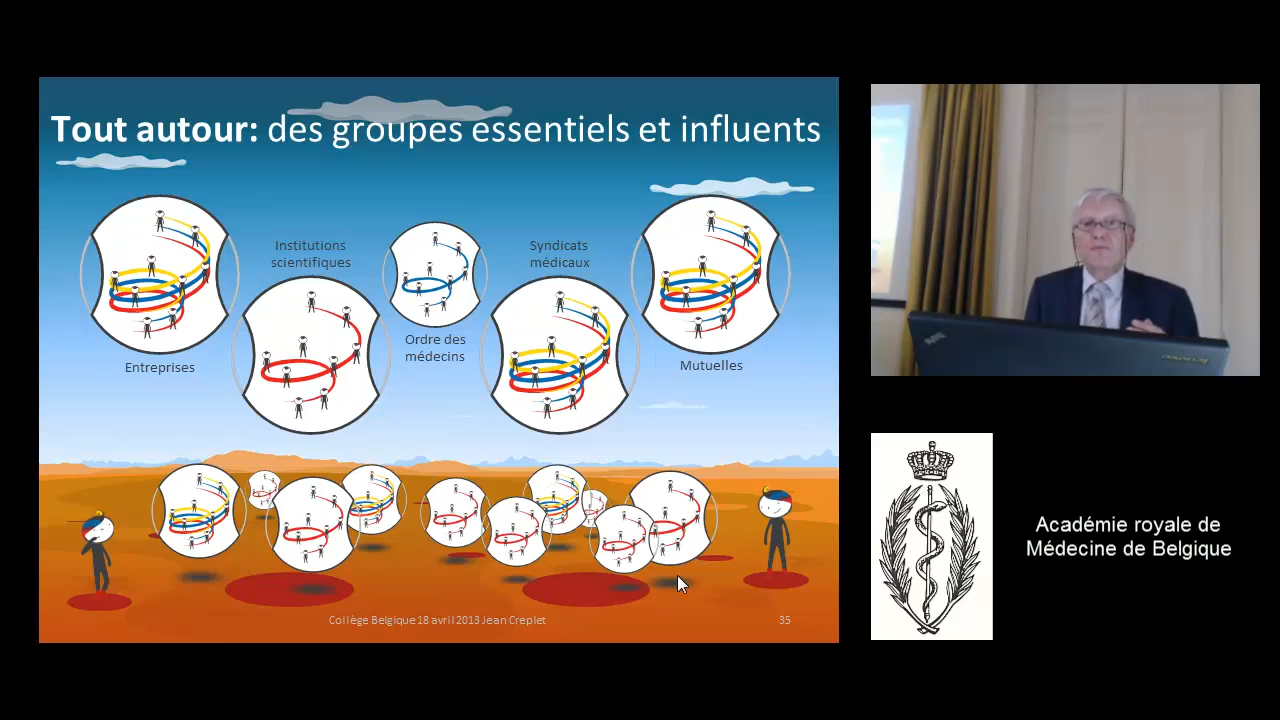 Tout autour: des groupes essentiels et influents
Institutions
scientifiques
Syndicats
médicaux
Ordre des
médecins
Entreprises
Mutuelles
Collège Belgique 18 avril 2013 Jean Creplet
35
Académie royale de
Médecine de Belgique
lenovo